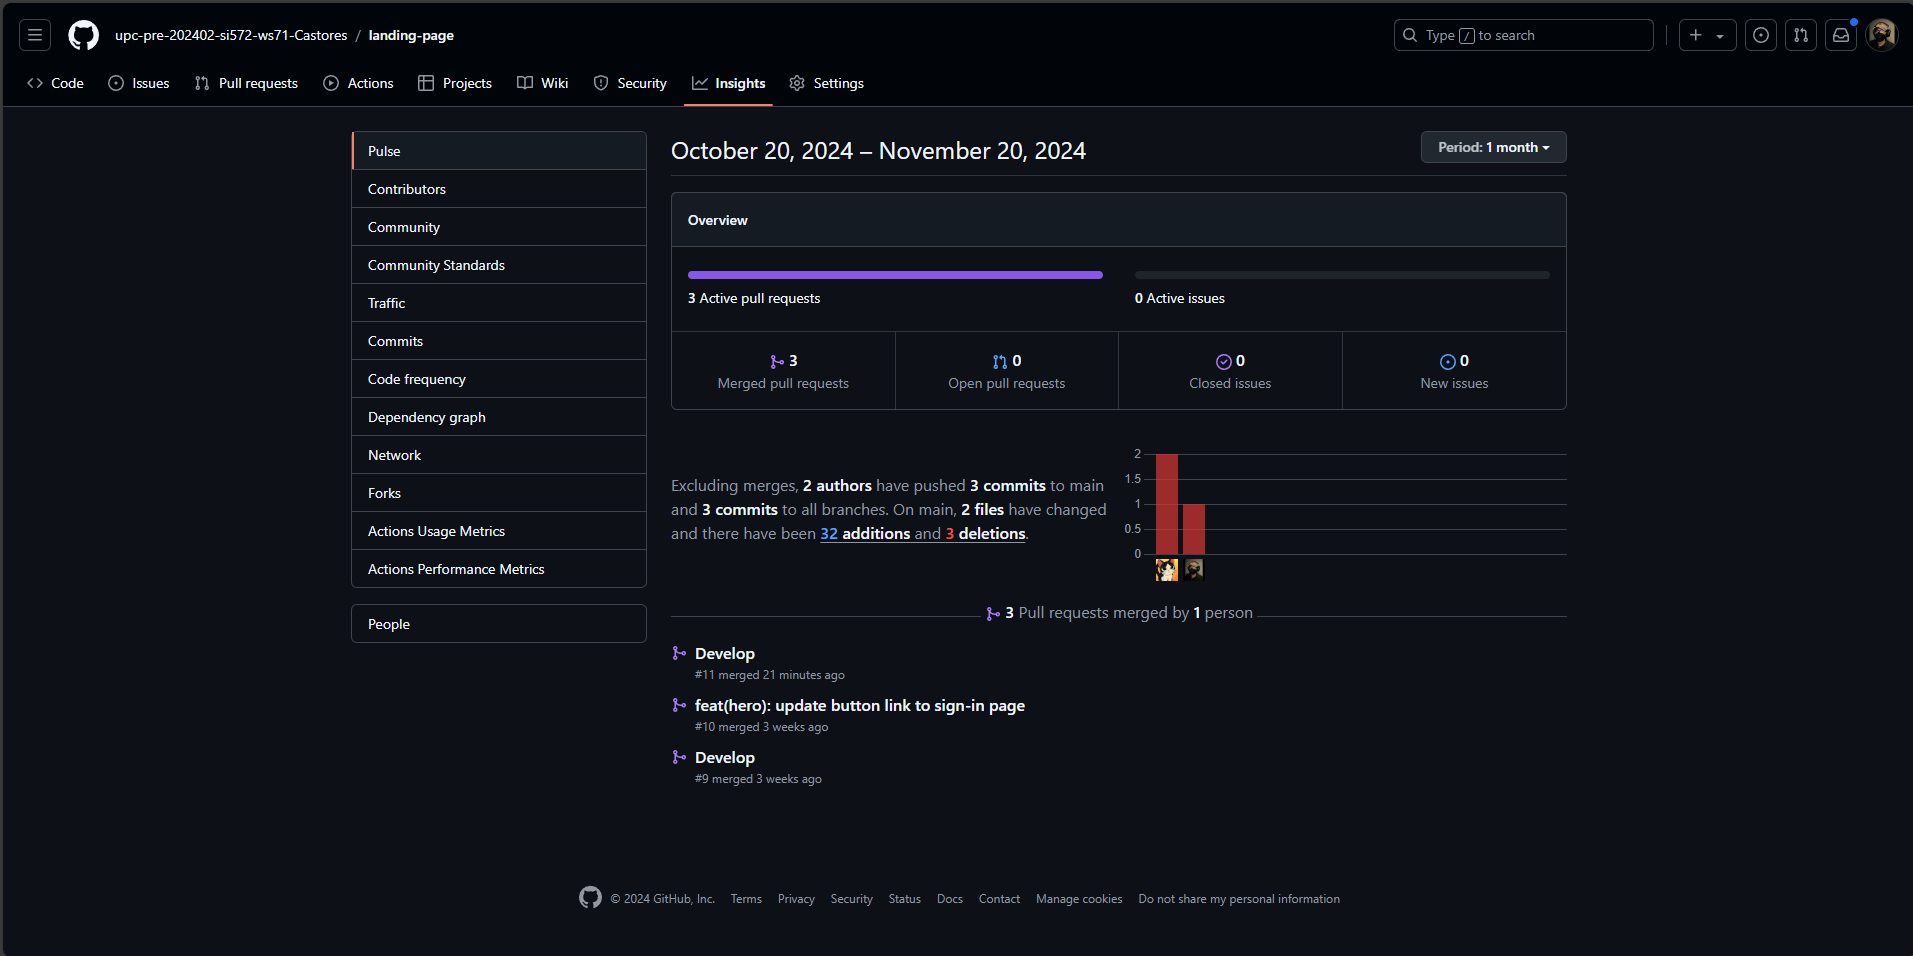 upc-pre-202402-si572-ws71-Castores / landing-page
Type / to search
Code
Issues
Pull requests
Actions
Projects
Wiki
Security
Insights
Settings
Pulse
Contributors
Community
Community Standards
Traffic
Commits
Code frequency
Dependency graph
Network
Forks
Actions Usage Metrics
Actions Performance Metrics
People
October 20, 2024 – November 20, 2024
Period: 1 month
Overview
3 Active pull requests
0 Active issues
3
Merged pull requests
0
Open pull requests
0
Closed issues
0
New issues
Excluding merges, 2 authors have pushed 3 commits to main
and 3 commits to all branches. On main, 2 files have changed
and there have been 32 additions and 3 deletions.
2
1.5
1
0.5
0
3 Pull requests merged by 1 person
Develop
#11 merged 21 minutes ago
feat(hero): update button link to sign-in page
#10 merged 3 weeks ago
Develop
#9 merged 3 weeks ago
© 2024 GitHub, Inc.
Terms
Privacy
Security
Status
Docs
Contact
Manage cookies
Do not share my personal information